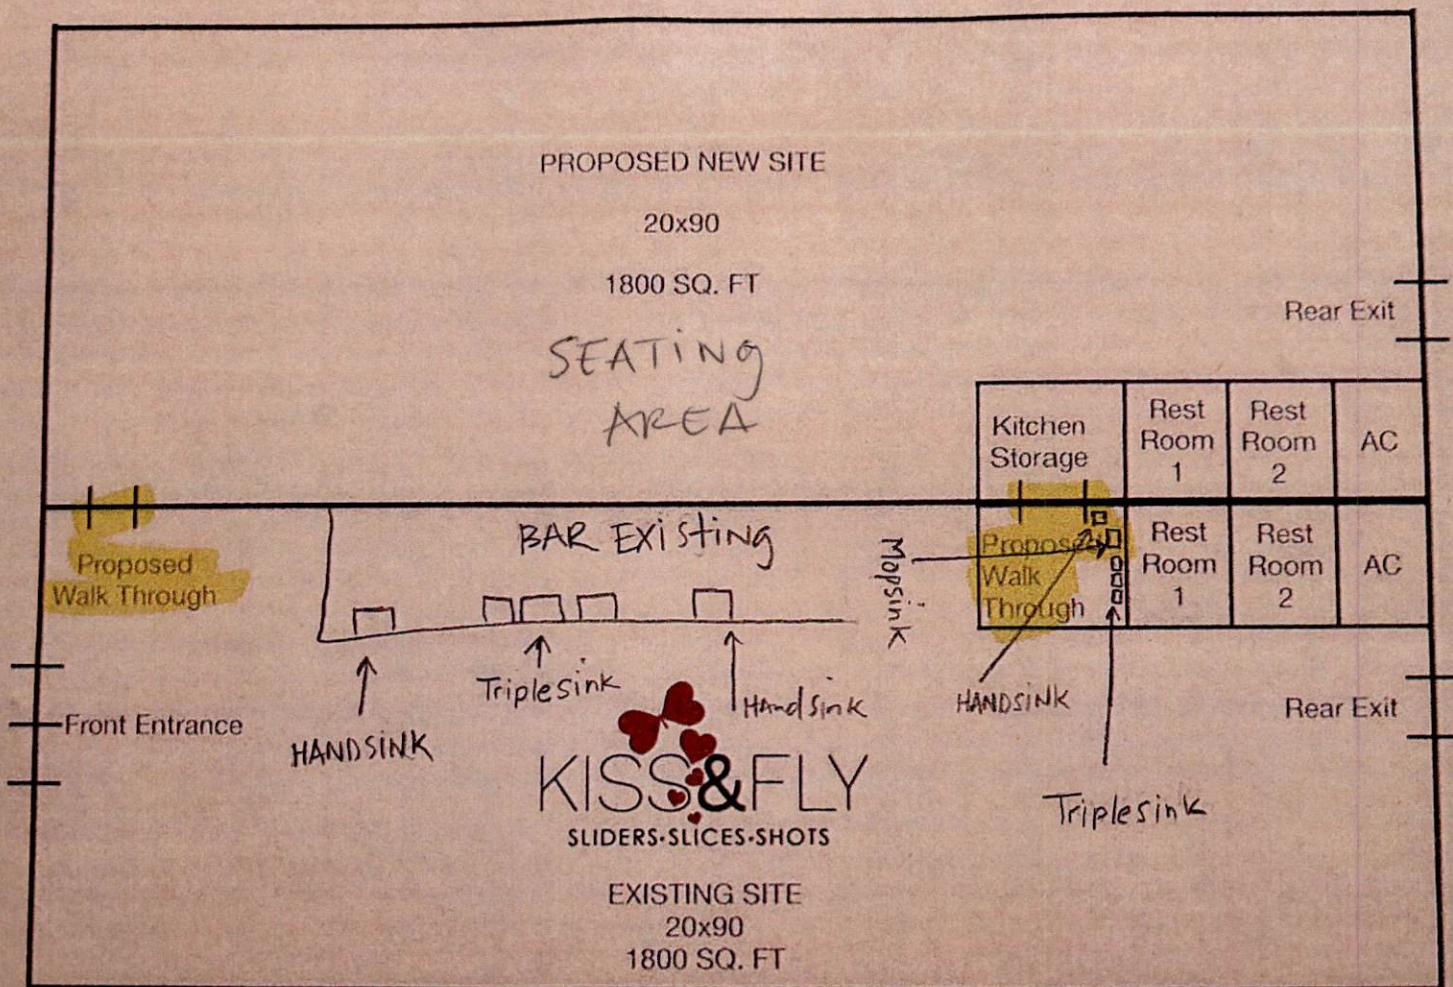 PROPOSED NEW SITE
20x90
1800 SQ. FT
SEATING
AREA
Rear Exit
Kitchen
Storage
Rest
Room
1
Rest
Room
2
AC
Proposed
Walk Through
BAR EXISTING
Mopsink
Proposed
Walk
Through
Rest
Room
1
Rest
Room
2
AC
Front Entrance
HANDSINK
Triplesink
Handsink
HANDSINK
Triplesink
Rear Exit
KISS&FLY
SLIDERS·SLICES·SHOTS
EXISTING SITE
20x90
1800 SQ. FT